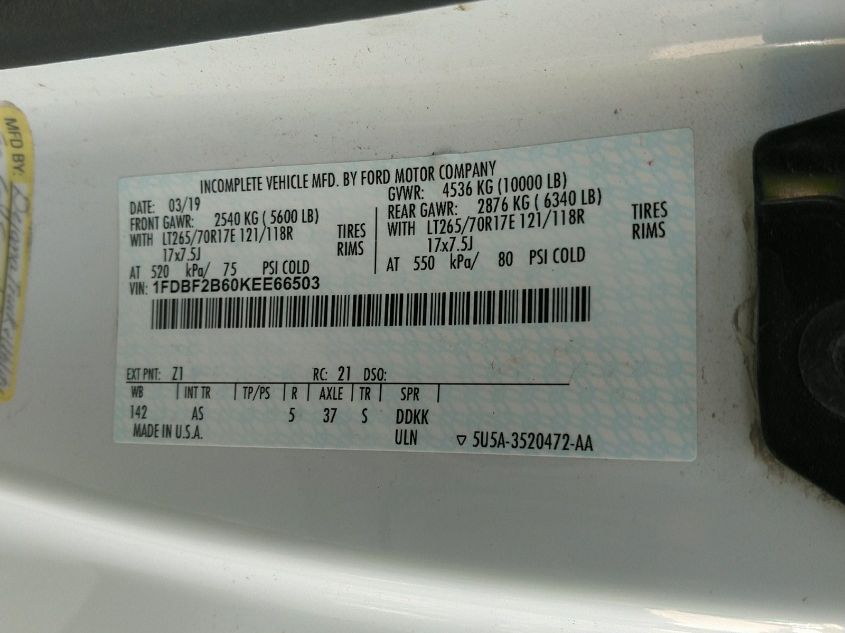 MFD BY:
INCOMPLETE VEHICLE MFD. BY FORD MOTOR COMPANY
DATE: 03/19 GVWR: 4536 KG (10000 LB)
FRONT GAWR: 2540 KG ( 5600 LB) REAR GAWR: 2876 KG ( 6340 LB)
WITH LT265/70R17E 121/118R TIRES WITH LT265/70R17E 121/118R TIRES
17x7.5J RIMS 17x7.5J RIMS
AT 520 kPa/ 75 PSI COLD AT 550 kPa/ 80 PSI COLD
VIN: 1FDBF2B60KEE66503
EXT PNT: Z1 RC: 21 DSO:
WB INT TR TP/PS R AXLE TR SPR
142 AS 5 37 S DDKK
MADE IN U.S.A. ULN ▽ 5U5A-3520472-AA